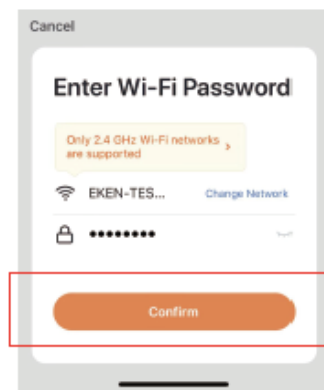 Cancel
Enter Wi-Fi Password
Only 2.4 GHz Wi-Fi networks
are supported
EKEN-TES...
Change Network
••••••••
Confirm